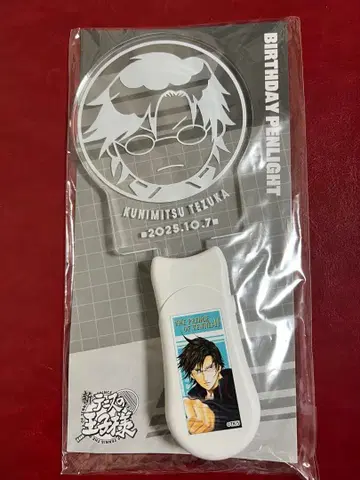 BIRTHDAY PENLIGHT
KUNIMITSU TEZUKA
■2025.10.7■
THE PRINCE
OF TENNIS II
新
テニスの
王子様